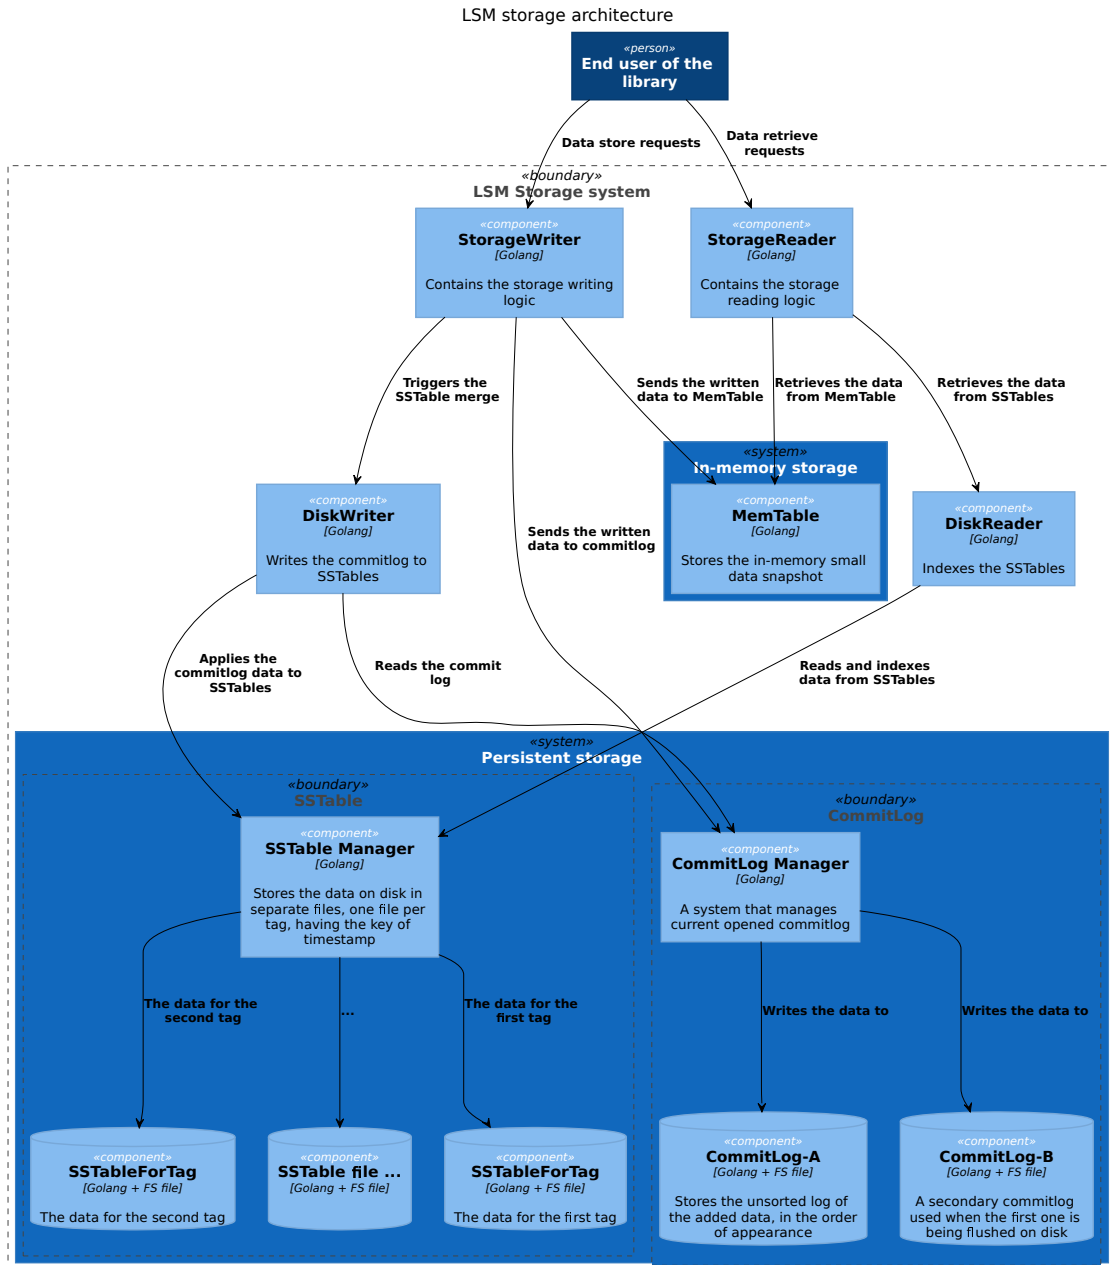 LSM storage architecture
«person»
End user of the
library
Data store requests
Data retrieve
requests
«boundary»
LSM Storage system
«component»
StorageWriter
[Golang]
Contains the storage writing
logic
«component»
StorageReader
[Golang]
Contains the storage
reading logic
Triggers the
SSTable merge
Sends the written
data to MemTable
Retrieves the data
from MemTable
Retrieves the data
from SSTables
«system»
In-memory storage
«component»
DiskWriter
[Golang]
Writes the commitlog to
SSTables
Sends the written
data to commitlog
«component»
MemTable
[Golang]
Stores the in-memory small
data snapshot
«component»
DiskReader
[Golang]
Indexes the SSTables
Applies the
commitlog data to
SSTables
Reads the commit
log
Reads and indexes
data from SSTables
«system»
Persistent storage
«boundary»
SSTable
«boundary»
CommitLog
«component»
SSTable Manager
[Golang]
Stores the data on disk in
separate files, one file per
tag, having the key of
timestamp
«component»
CommitLog Manager
[Golang]
A system that manages
current opened commitlog
The data for the
second tag
...
The data for the
first tag
Writes the data to
Writes the data to
«component»
SSTableForTag
[Golang + FS file]
The data for the second tag
«component»
SSTable file ...
[Golang + FS file]
«component»
SSTableForTag
[Golang + FS file]
The data for the first tag
«component»
CommitLog-A
[Golang + FS file]
Stores the unsorted log of
the added data, in the order
of appearance
«component»
CommitLog-B
[Golang + FS file]
A secondary commitlog
used when the first one is
being flushed on disk